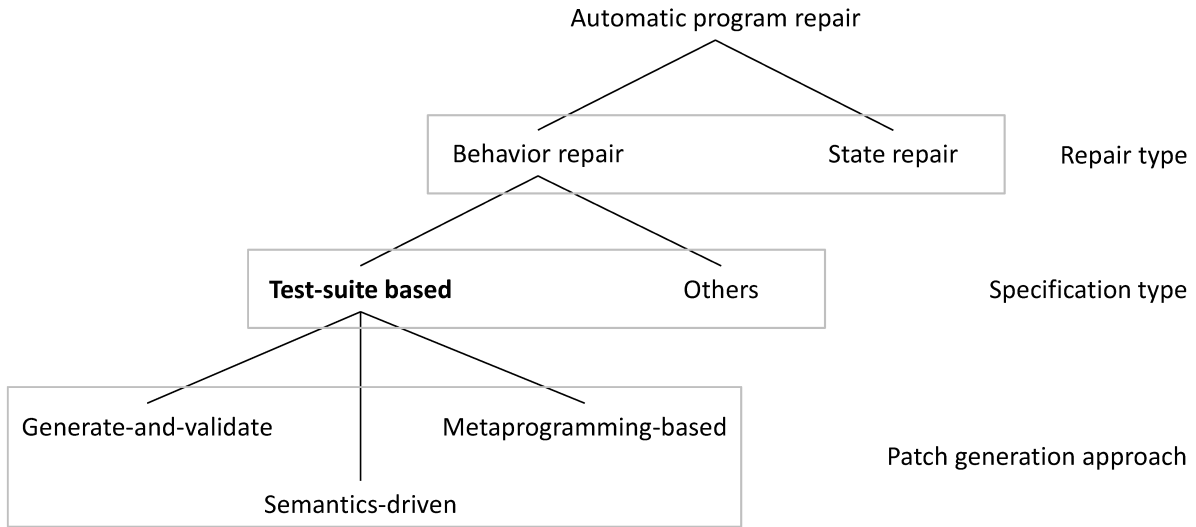 Automatic program repair
Behavior repair
State repair
Repair type
Test-suite based
Others
Specification type
Generate-and-validate
Metaprogramming-based
Patch generation approach
Semantics-driven